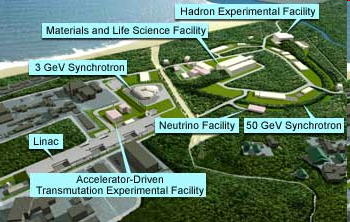 Hadron Experimental Facility
Materials and Life Science Facility
3 GeV Synchrotron
Neutrino Facility
50 GeV Synchrotron
Linac
Accelerator-Driven
Transmutation Experimental Facility